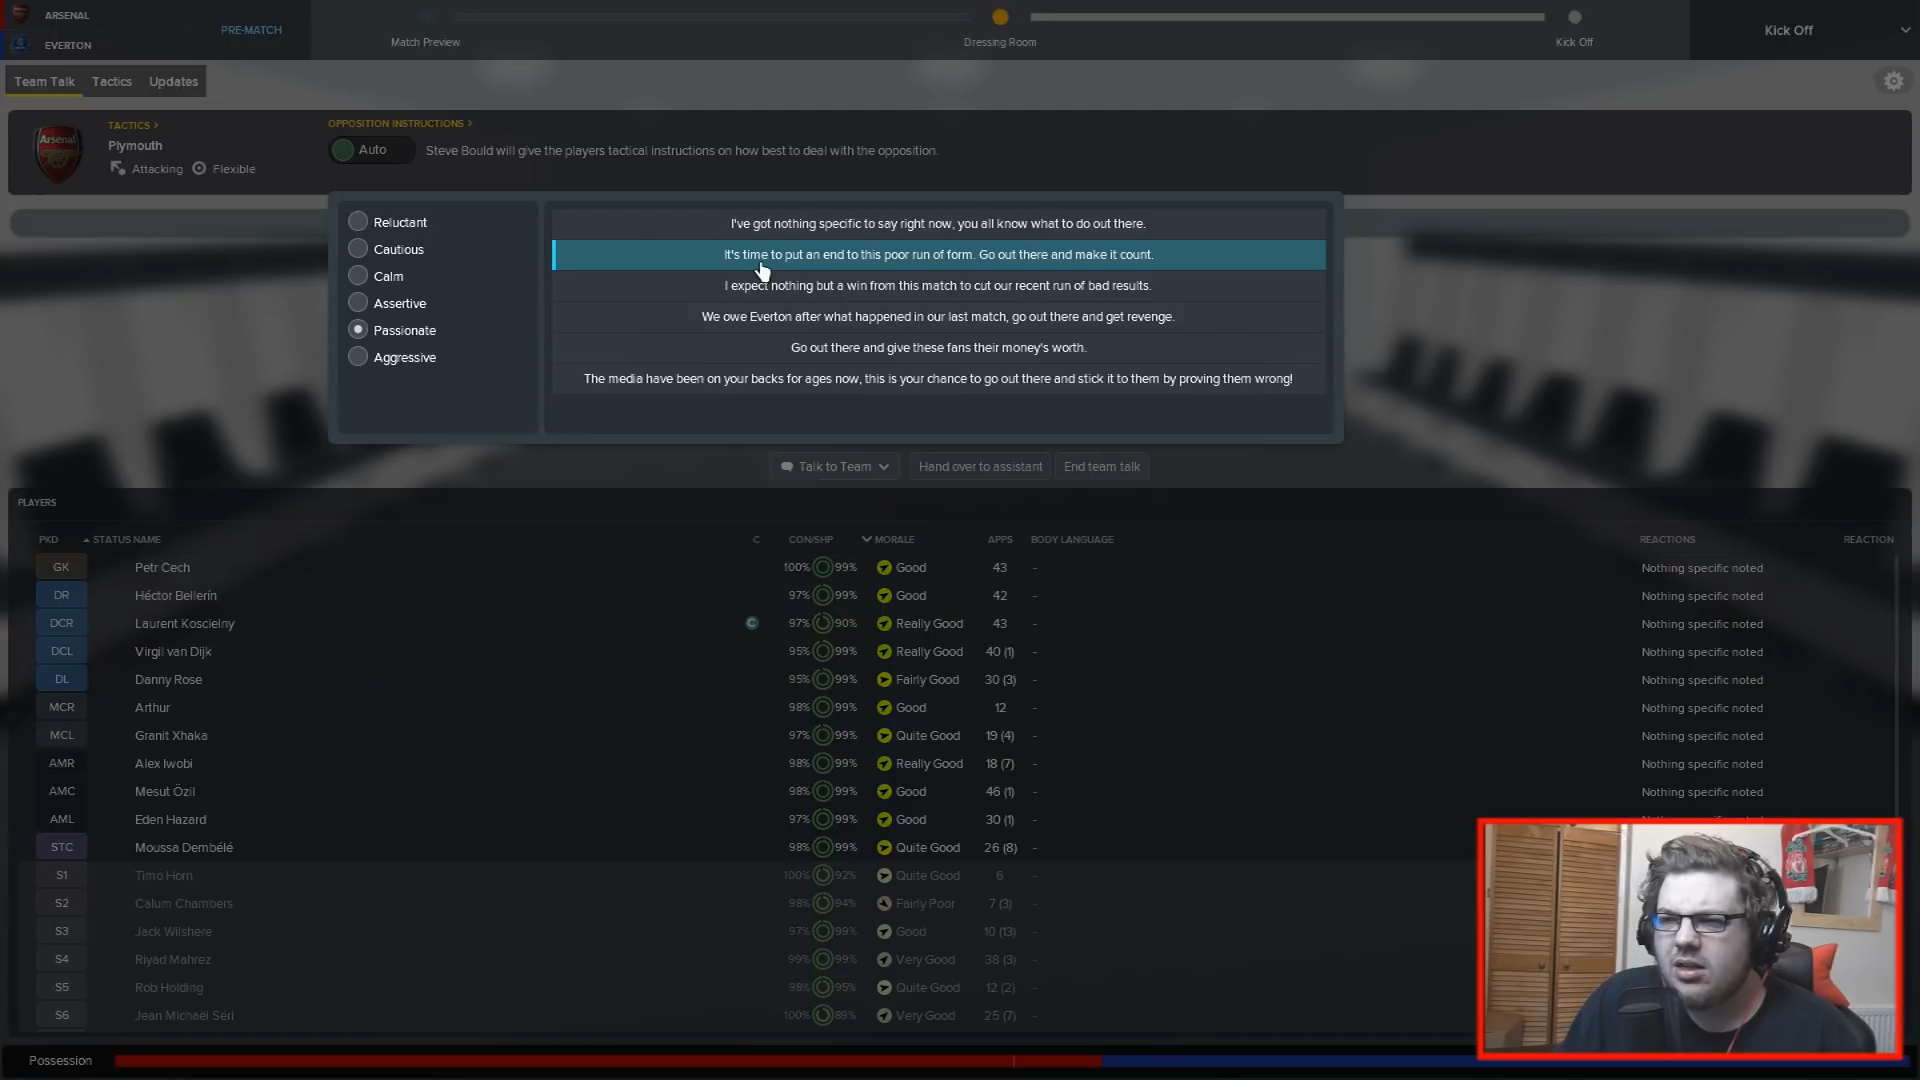 ARSENAL
EVERTON
PRE-MATCH
Match Preview
Dressing Room
Kick Off
Kick Off
Team Talk
Tactics
Updates
Arsenal
TACTICS >
Plymouth
Attacking
Flexible
OPPOSITION INSTRUCTIONS >
Auto
Steve Bould will give the players tactical instructions on how best to deal with the opposition.
Reluctant
Cautious
Calm
Assertive
Passionate
Aggressive
I've got nothing specific to say right now, you all know what to do out there.
It's time to put an end to this poor run of form. Go out there and make it count.
I expect nothing but a win from this match to cut our recent run of bad results.
We owe Everton after what happened in our last match, go out there and get revenge.
Go out there and give these fans their money's worth.
The media have been on your backs for ages now, this is your chance to go out there and stick it to them by proving them wrong!
Talk to Team
Hand over to assistant
End team talk
PLAYERS
PKD STATUS NAME C CON/SHP MORALE APPS BODY LANGUAGE REACTIONS REACTION
GK Petr Cech 100% 99% Good 43 - Nothing specific noted
DR Héctor Bellerín 97% 99% Good 42 - Nothing specific noted
DCR Laurent Koscielny C 97% 90% Really Good 43 - Nothing specific noted
DCL Virgil van Dijk 95% 99% Really Good 40 (1) - Nothing specific noted
DL Danny Rose 95% 99% Fairly Good 30 (3) - Nothing specific noted
MCR Arthur 98% 99% Good 12 - Nothing specific noted
MCL Granit Xhaka 97% 99% Quite Good 19 (4) - Nothing specific noted
AMR Alex Iwobi 98% 99% Really Good 18 (7) - Nothing specific noted
AMC Mesut Özil 98% 99% Good 46 (1) - Nothing specific noted
AML Eden Hazard 97% 99% Good 30 (1) -
STC Moussa Dembélé 98% 99% Quite Good 26 (8) -
S1 Timo Horn 100% 92% Quite Good 6 -
S2 Calum Chambers 98% 94% Fairly Poor 7 (3) -
S3 Jack Wilshere 97% 99% Good 10 (13) -
S4 Riyad Mahrez 99% 99% Very Good 38 (3) -
S5 Rob Holding 98% 95% Quite Good 12 (2) -
S6 Jean Michaël Séri 100% 89% Very Good 25 (7) -
Possession